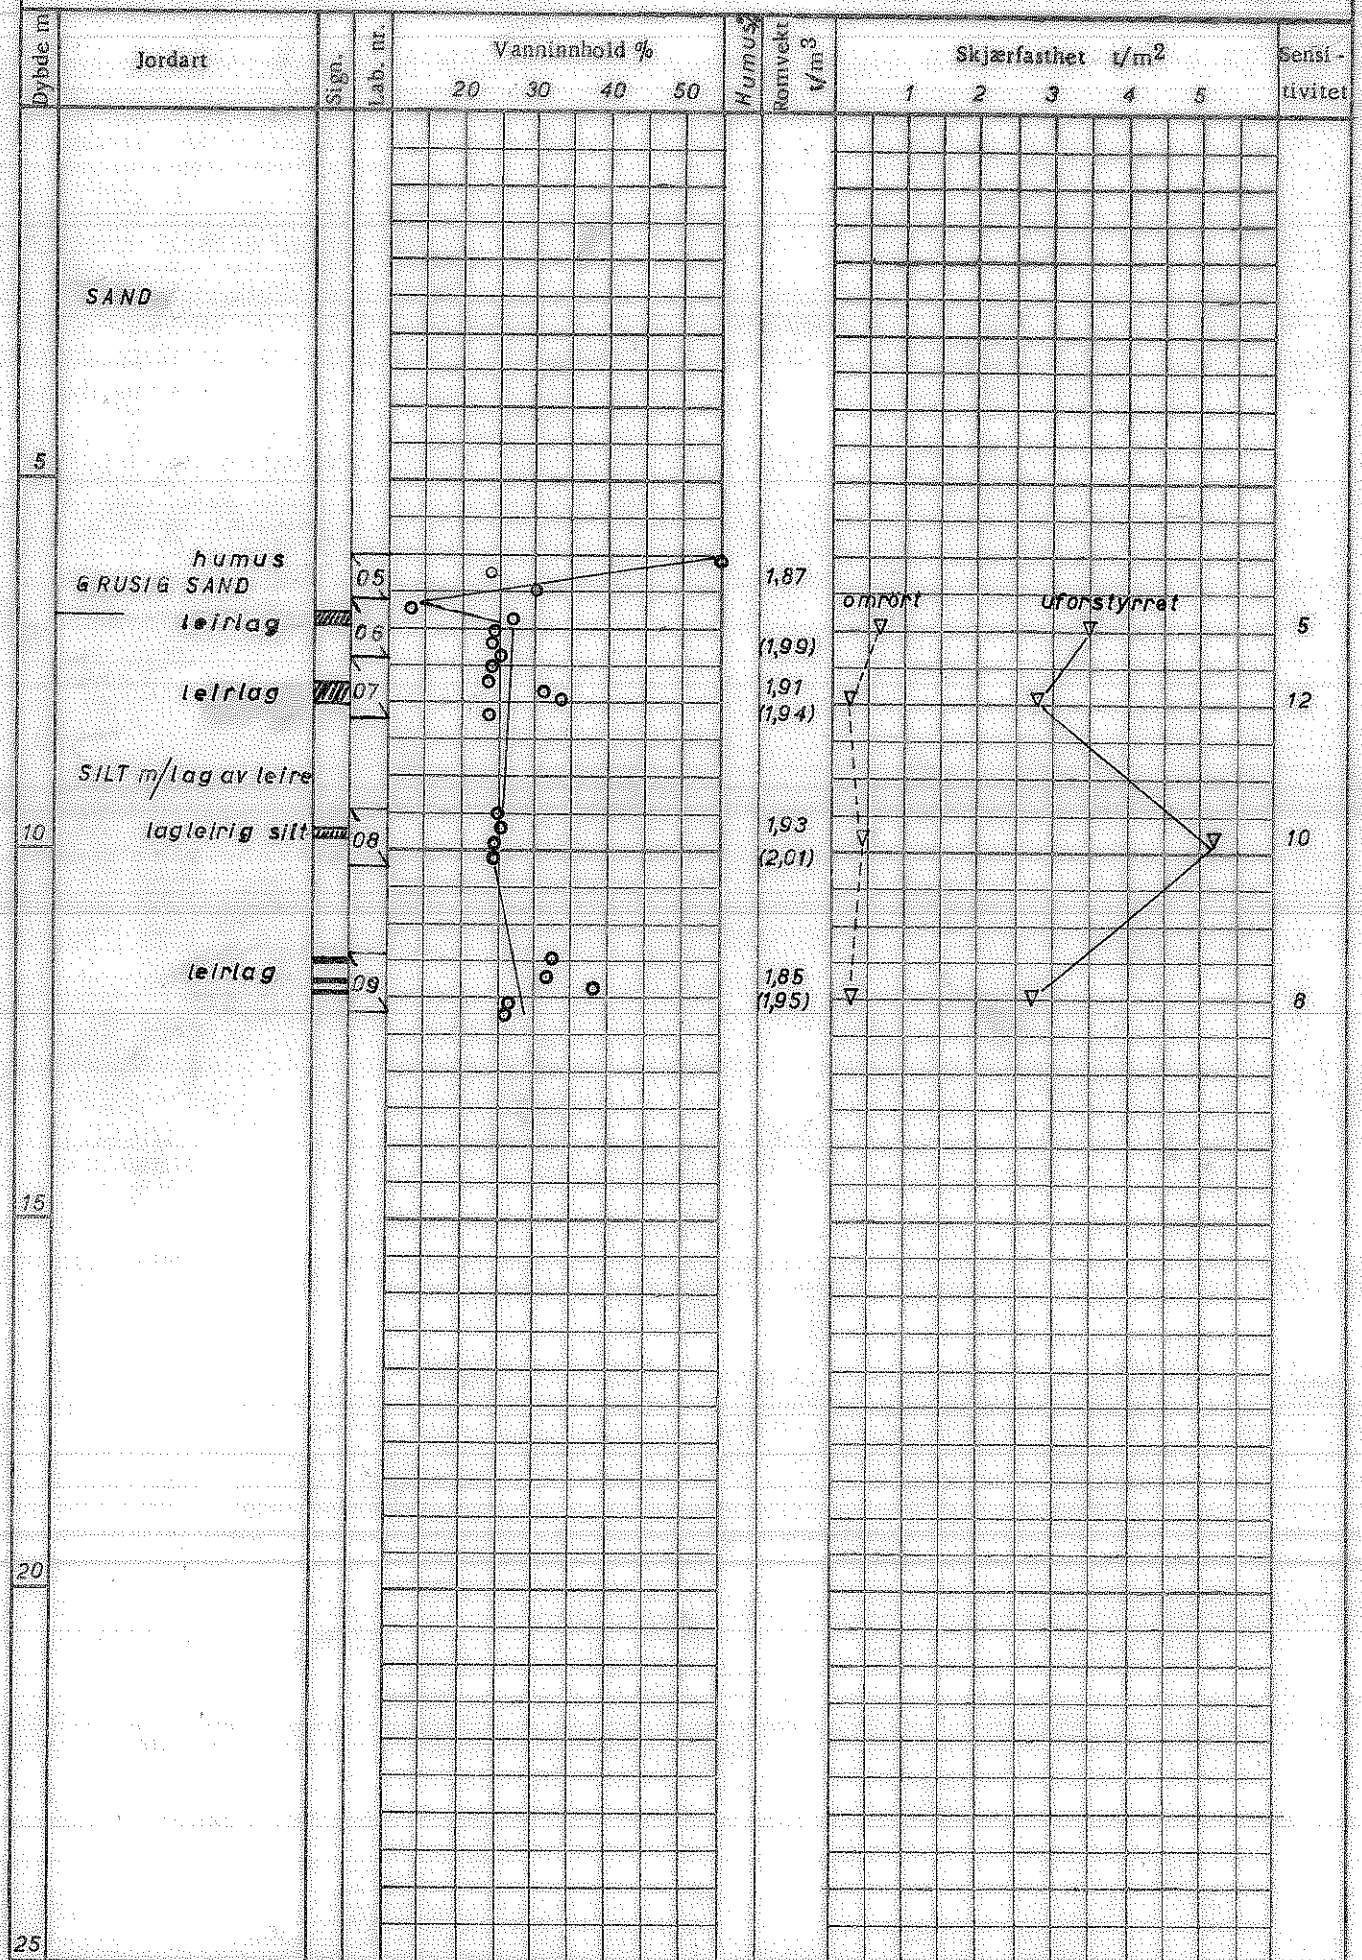 Dybde m
Jordart
Sign.
Lab. nr.
Vanninnhold %
20 30 40 50
Humus%
Romvekt
t/m3
Skjærfasthet t/m2
1 2 3 4 5
Sensi-
tivitet
SAND
5
humus
05
1,87
GRUSIG SAND
omrört uforstyrret
leirlag
06
5
(1,99)
leirlag
07
1,91
12
(1,94)
SILT m/lag av leire
10
lagleirig silt
08
1,93
10
(2,01)
leirlag
09
1,85
(1,95)
8
15
20
25